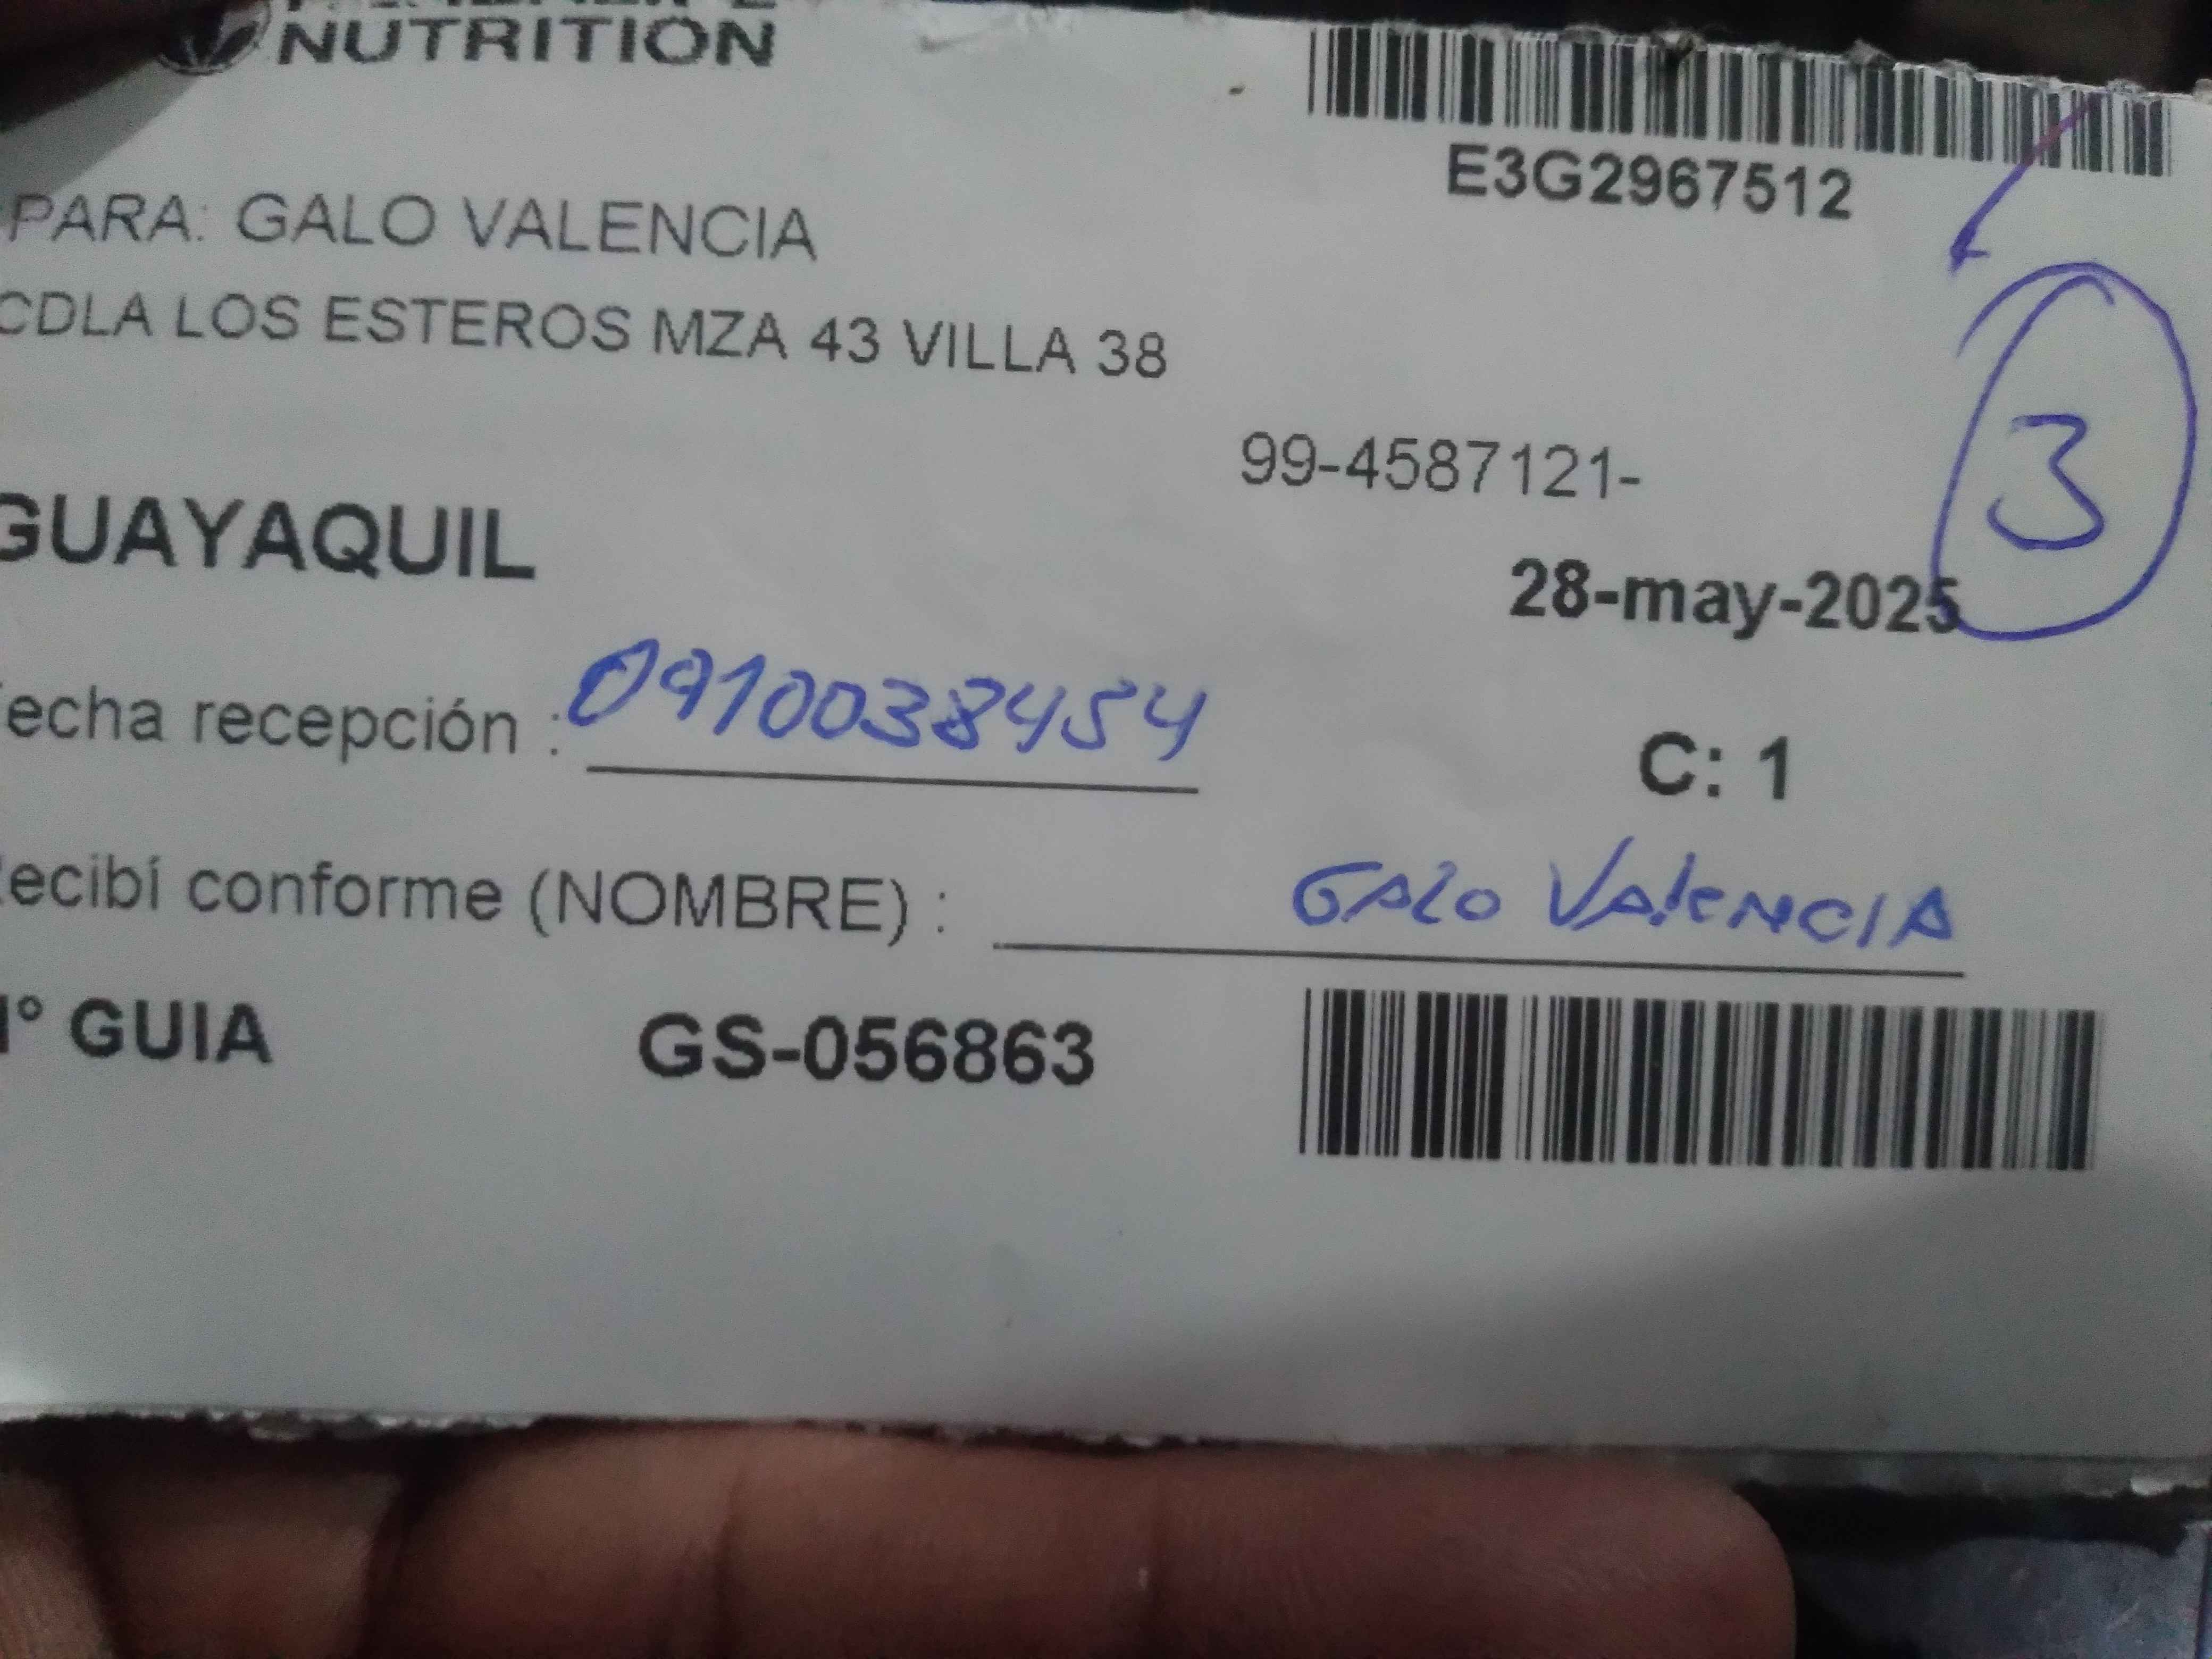 NUTRITION
E3G2967512
PARA: GALO VALENCIA
CDLA LOS ESTEROS MZA 43 VILLA 38
3
99-4587121-
GUAYAQUIL
28-may-2025
echa recepción : 0910038454
C: 1
ecibí conforme (NOMBRE) : GALO VALENCIA
° GUIA GS-056863